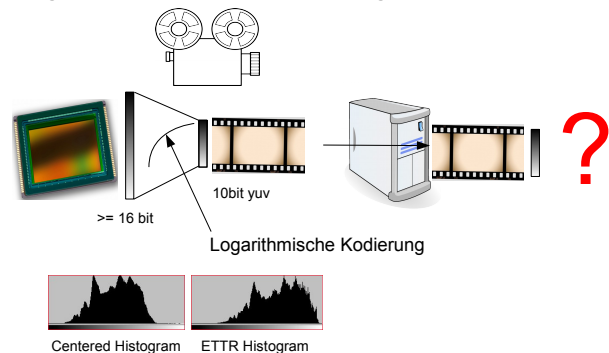 ?
10bit yuv
>= 16 bit
Logarithmische Kodierung
Centered Histogram
ETTR Histogram